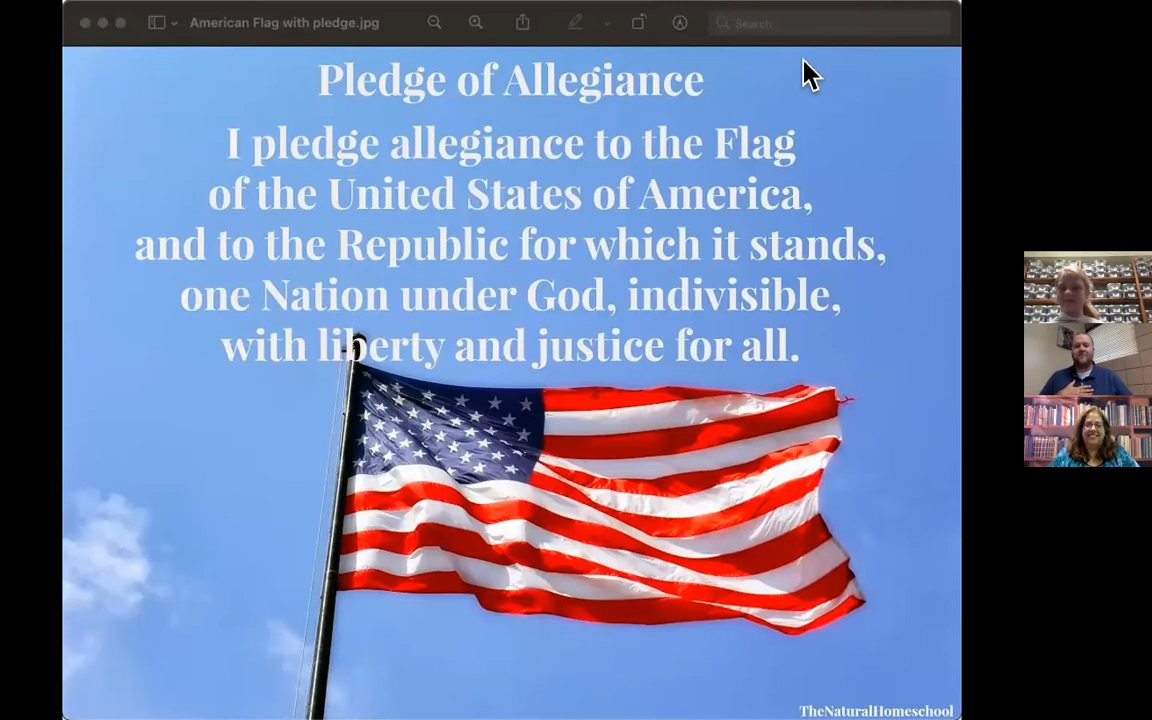 American Flag with pledge.jpg
Search
Pledge of Allegiance
I pledge allegiance to the Flag
of the United States of America,
and to the Republic for which it stands,
one Nation under God, indivisible,
with liberty and justice for all.
TheNaturalHomeschool